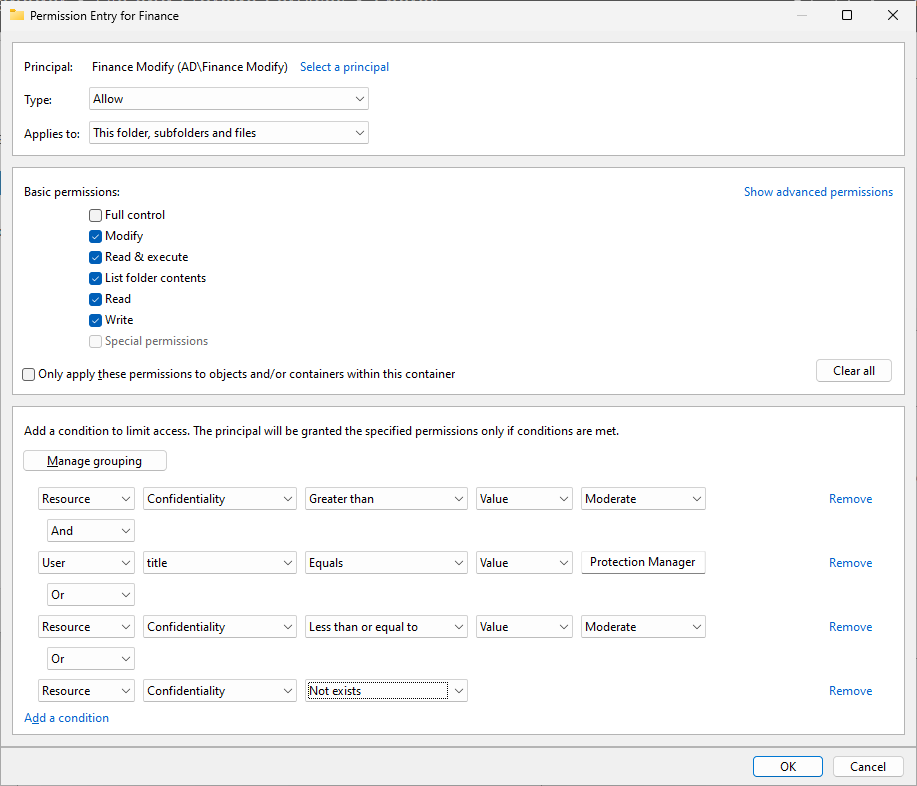 Permission Entry for Finance
Principal: Finance Modify (AD\Finance Modify) Select a principal
Type: Allow
Applies to: This folder, subfolders and files
Basic permissions: Show advanced permissions
Full control
Modify
Read & execute
List folder contents
Read
Write
Special permissions
Only apply these permissions to objects and/or containers within this container Clear all
Add a condition to limit access. The principal will be granted the specified permissions only if conditions are met.
Manage grouping
Resource Confidentiality Greater than Value Moderate Remove
And
User title Equals Value Protection Manager Remove
Or
Resource Confidentiality Less than or equal to Value Moderate Remove
Or
Resource Confidentiality Not exists Remove
Add a condition
OK Cancel